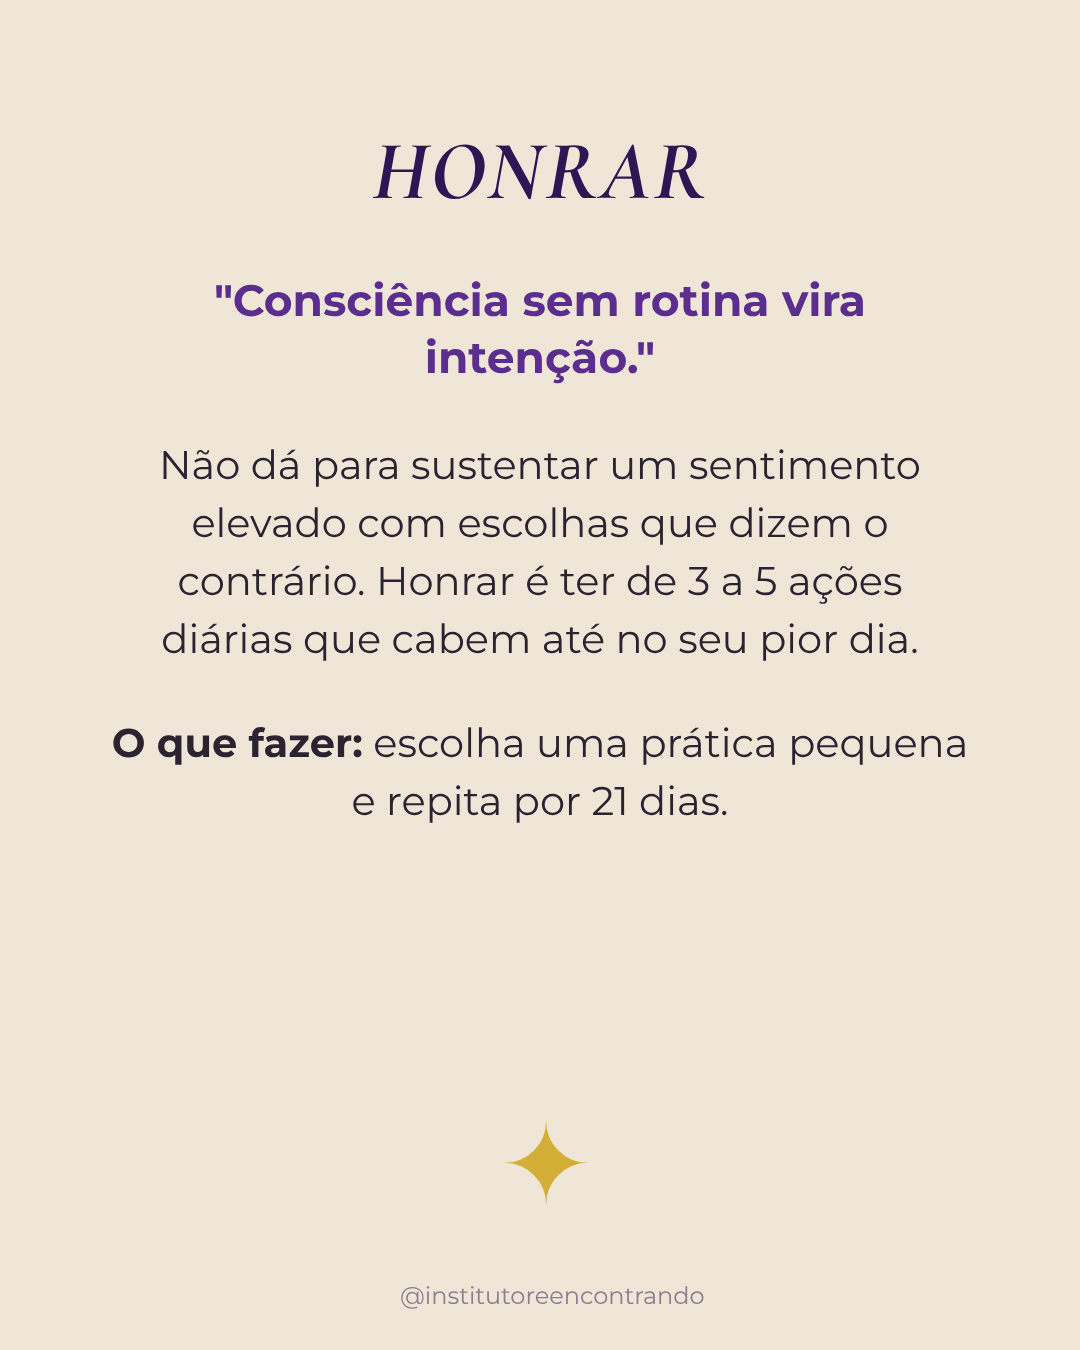 HONRAR
"Consciência sem rotina vira
intenção."
Não dá para sustentar um sentimento
elevado com escolhas que dizem o
contrário. Honrar é ter de 3 a 5 ações
diárias que cabem até no seu pior dia.
O que fazer: escolha uma prática pequena
e repita por 21 dias.
@institutoreencontrando